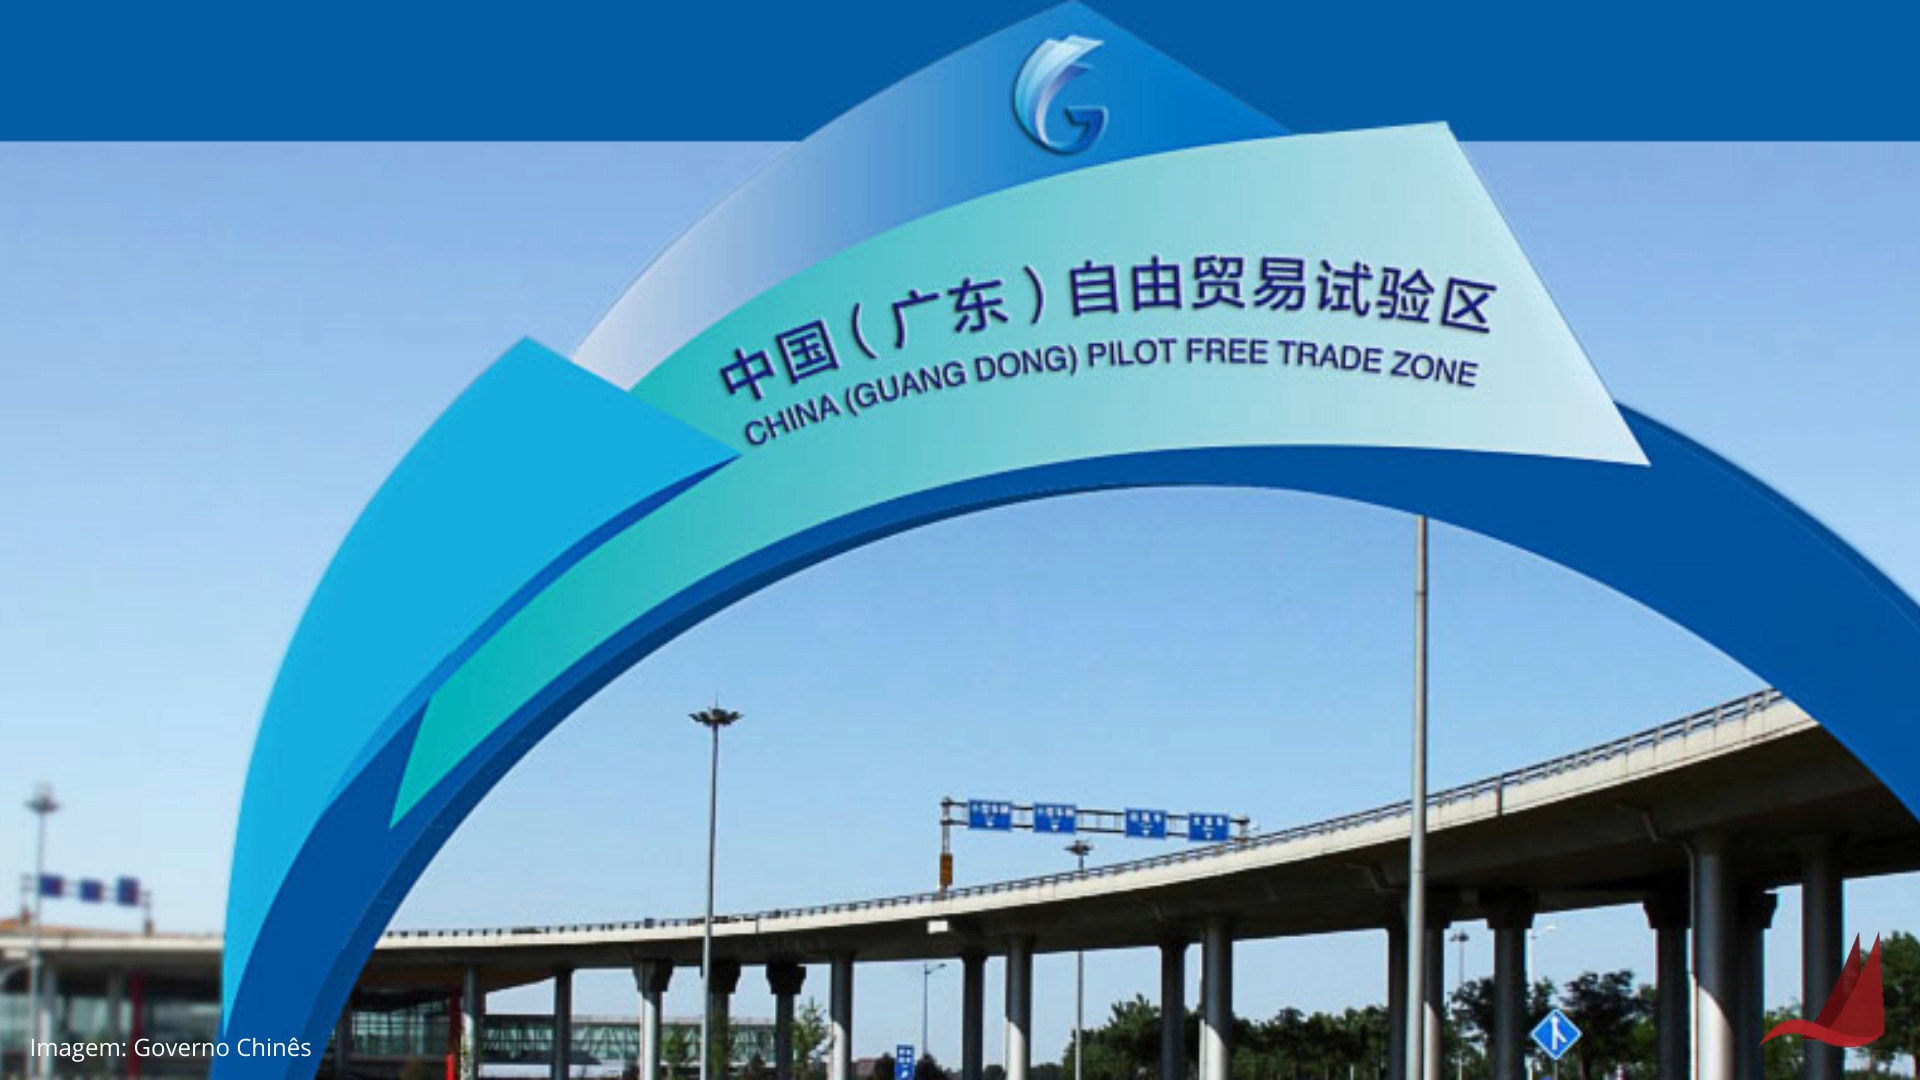 中国（广东）自由贸易试验区
CHINA (GUANG DONG) PILOT FREE TRADE ZONE
Imagem: Governo Chinês